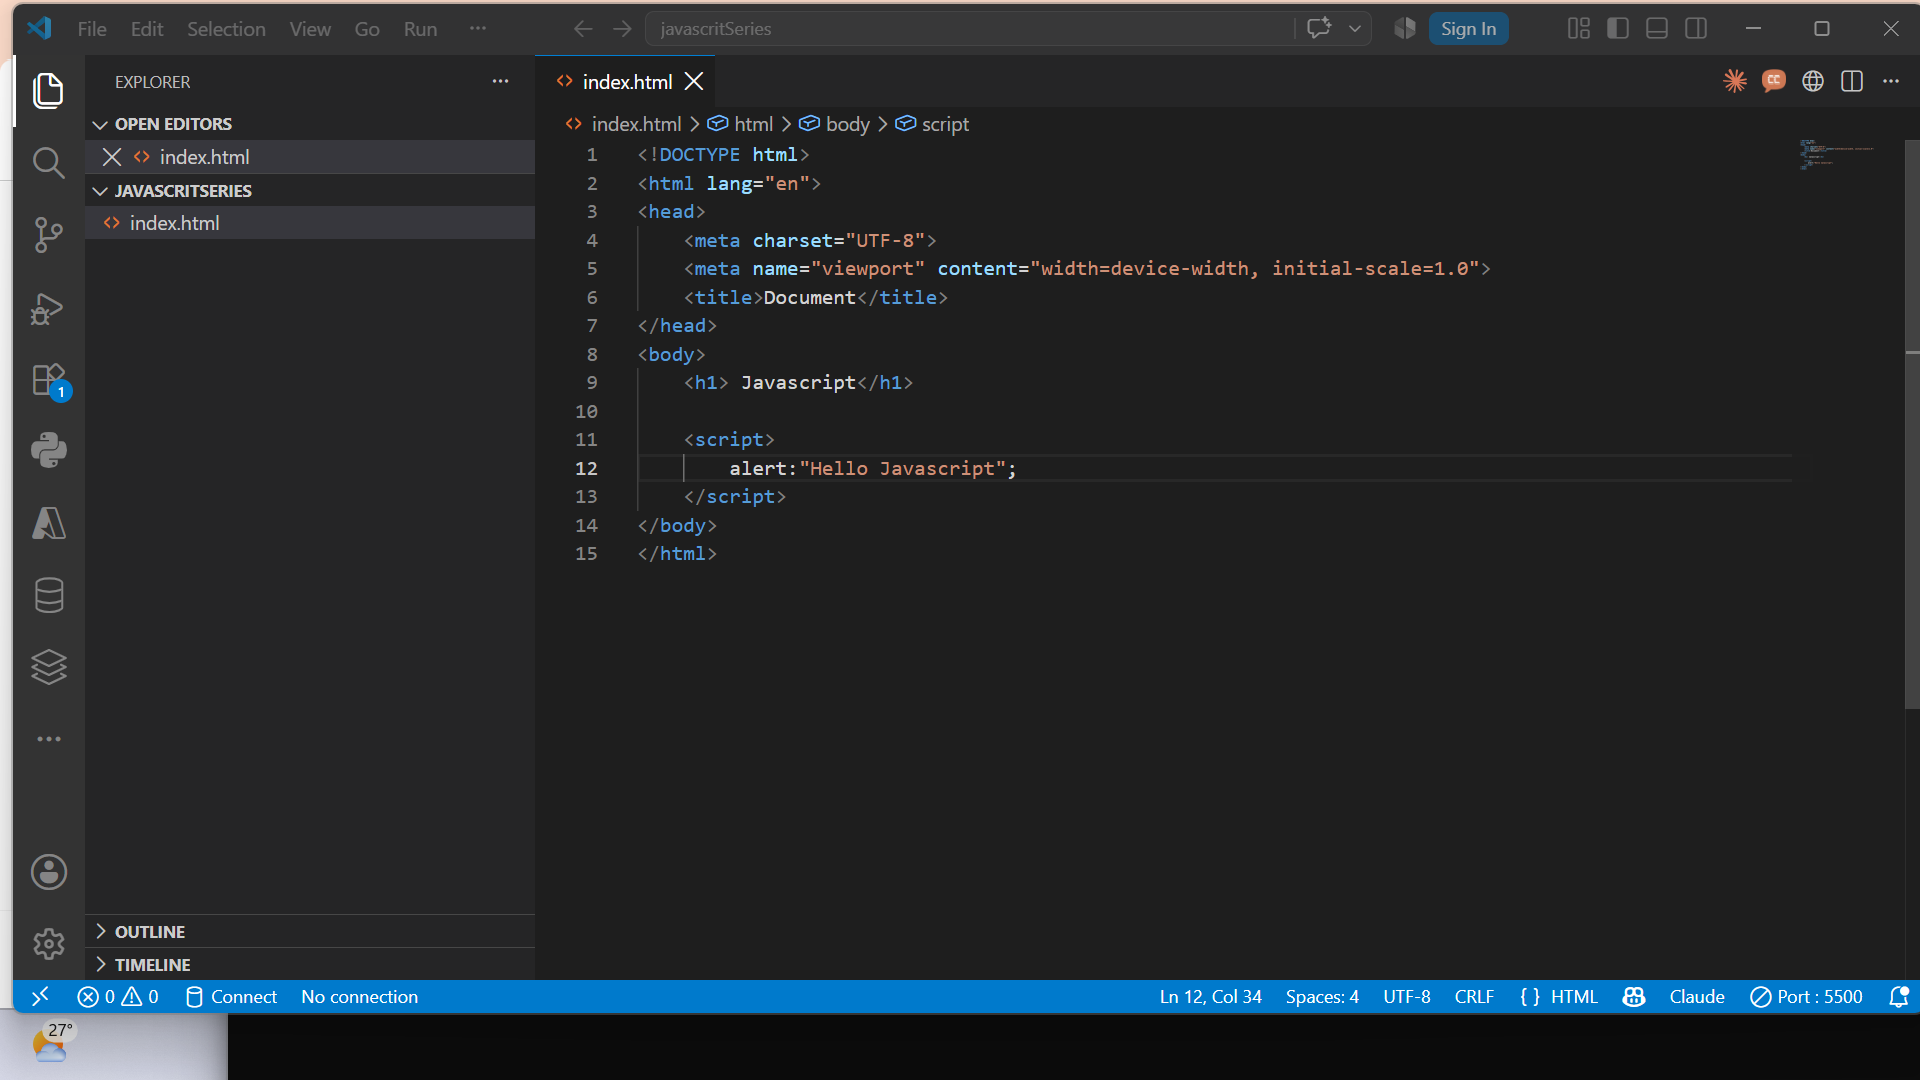 File Edit Selection View Go Run ··· javascritSeries Sign In
EXPLORER ···
index.html
OPEN EDITORS
index.html
JAVASCRITSERIES
index.html
index.html > html > body > script
1 <!DOCTYPE html>
2 <html lang="en">
3 <head>
4 <meta charset="UTF-8">
5 <meta name="viewport" content="width=device-width, initial-scale=1.0">
6 <title>Document</title>
7 </head>
8 <body>
9 <h1> Javascript</h1>
10
11 <script>
12 alert:"Hello Javascript";
13 </script>
14 </body>
15 </html>
1
CC
OUTLINE
TIMELINE
0 0 Connect No connection Ln 12, Col 34 Spaces: 4 UTF-8 CRLF { } HTML Claude Port : 5500
27°